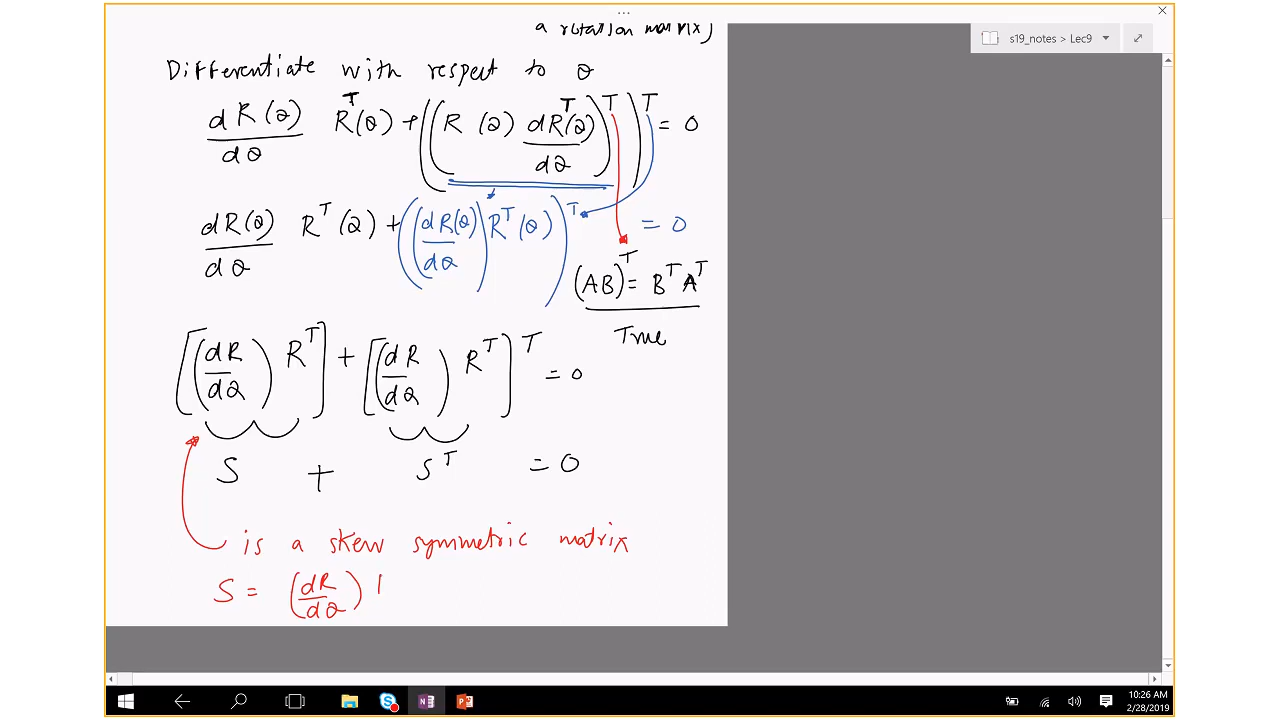 a rotation matrix)
s19_notes > Lec9
Differentiate with respect to θ
dR(θ)/dθ R^T(θ) + ((R(θ) dR^T(θ)/dθ)^T)^T = 0
dR(θ)/dθ R^T(θ) + ((dR(θ)/dθ) R^T(θ))^T = 0
(AB)^T = B^T A^T
True
[(dR/dθ) R^T] + [(dR/dθ) R^T]^T = 0
S + S^T = 0
is a skew symmetric matrix
S = (dR/dθ)
10:26 AM
2/28/2019